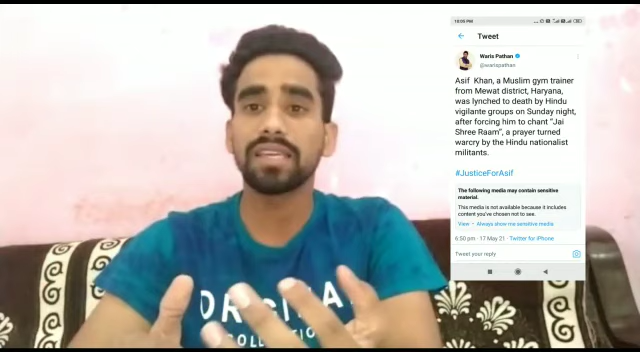 10:05 PM
Tweet
Waris Pathan
@warispathan
Asif Khan, a Muslim gym trainer
from Mewat district, Haryana,
was lynched to death by Hindu
vigilante groups on Sunday night,
after forcing him to chant "Jai
Shree Raam", a prayer turned
warcry by the Hindu nationalist
militants.
#JusticeForAsif
The following media may contain sensitive
material.
This media is not available because it includes
content you've chosen not to see.
View • Always show me sensitive media
6:50 pm · 17 May 21 · Twitter for iPhone
Tweet your reply